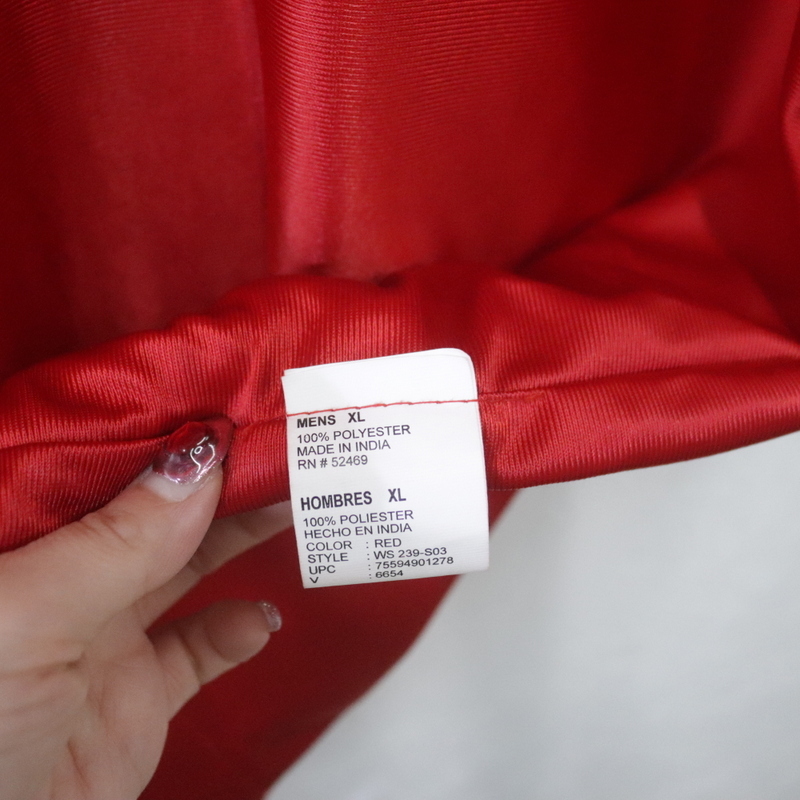 MENS XL
100% POLYESTER
MADE IN INDIA
RN # 52469
HOMBRES XL
100% POLIESTER
HECHO EN INDIA
COLOR : RED
STYLE : WS 239-S03
UPC : 75594901278
V : 6654